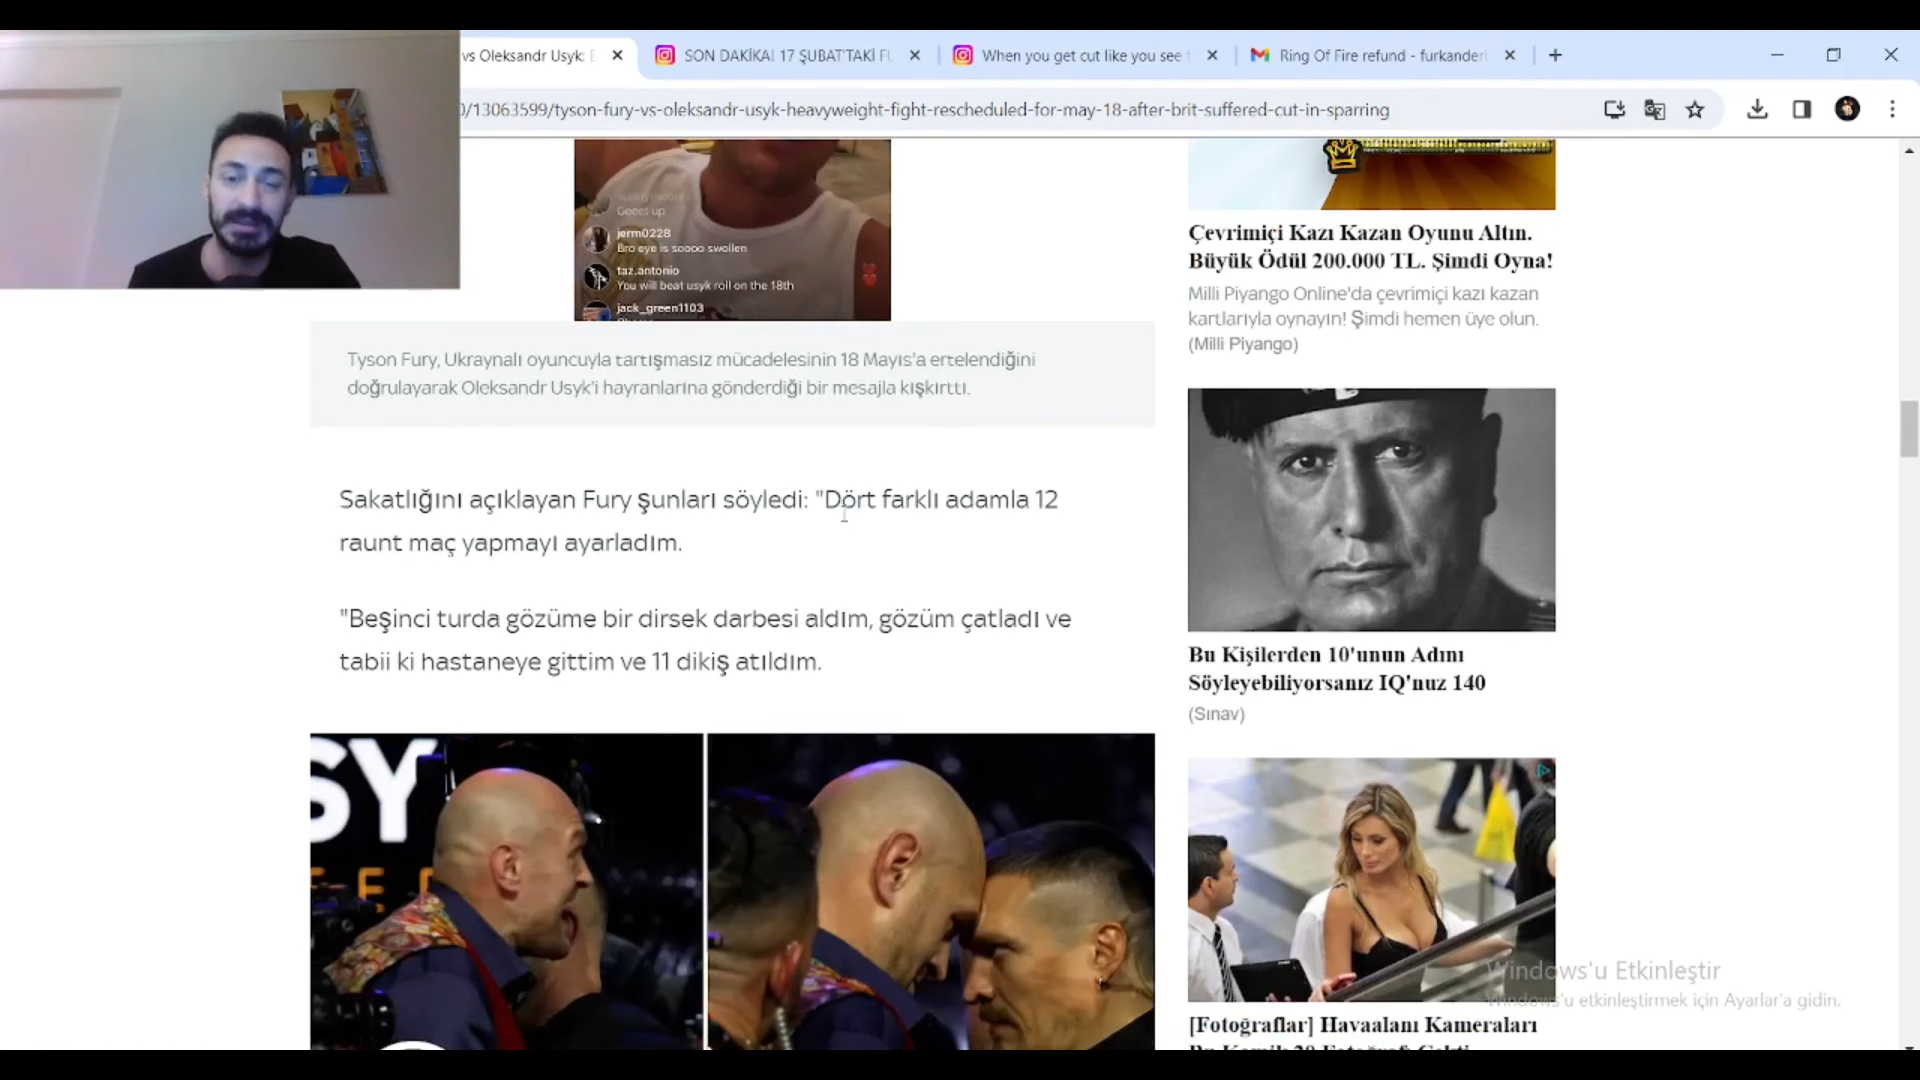 vs Oleksandr Usyk: E
SON DAKİKA! 17 ŞUBAT'TAKİ FU
When you get cut like you see
Ring Of Fire refund - furkanderl
0/13063599/tyson-fury-vs-oleksandr-usyk-heavyweight-fight-rescheduled-for-may-18-after-brit-suffered-cut-in-sparring
Geeet up
jerm0228
Bro eye is soooo swollen
taz.antonio
You will beat usyk roll on the 18th
jack_green1103
Tyson Fury, Ukraynalı oyuncuyla tartışmasız mücadelesinin 18 Mayıs'a ertelendiğini
doğrulayarak Oleksandr Usyk'i hayranlarına gönderdiği bir mesajla kışkırttı.
Sakatlığını açıklayan Fury şunları söyledi: "Dört farklı adamla 12
raunt maç yapmayı ayarladım.
"Beşinci turda gözüme bir dirsek darbesi aldım, gözüm çatladı ve
tabii ki hastaneye gittim ve 11 dikiş atıldım.
SY
Çevrimiçi Kazı Kazan Oyunu Altın.
Büyük Ödül 200.000 TL. Şimdi Oyna!
Milli Piyango Online'da çevrimiçi kazı kazan
kartlarıyla oynayın! Şimdi hemen üye olun.
(Milli Piyango)
Bu Kişilerden 10'unun Adını
Söyleyebiliyorsanız IQ'nuz 140
(Sınav)
Windows'u Etkinleştir
Windows'u etkinleştirmek için Ayarlar'a gidin.
[Fotoğraflar] Havaalanı Kameraları